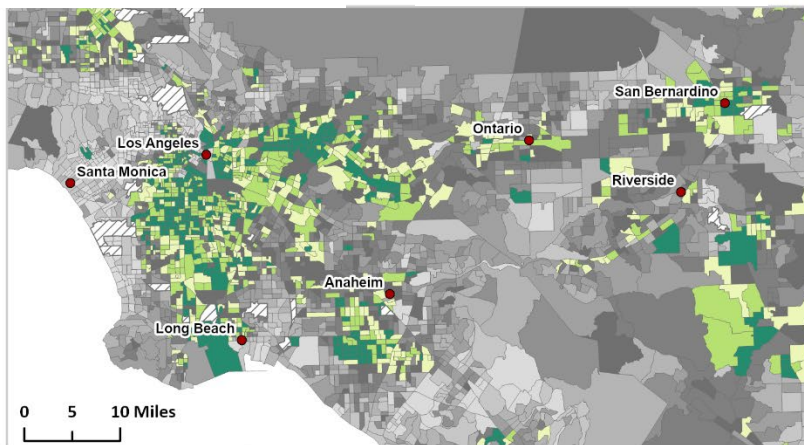 San Bernardino
Ontario
Los Angeles
Santa Monica
Riverside
Anaheim
Long Beach
0 5 10 Miles